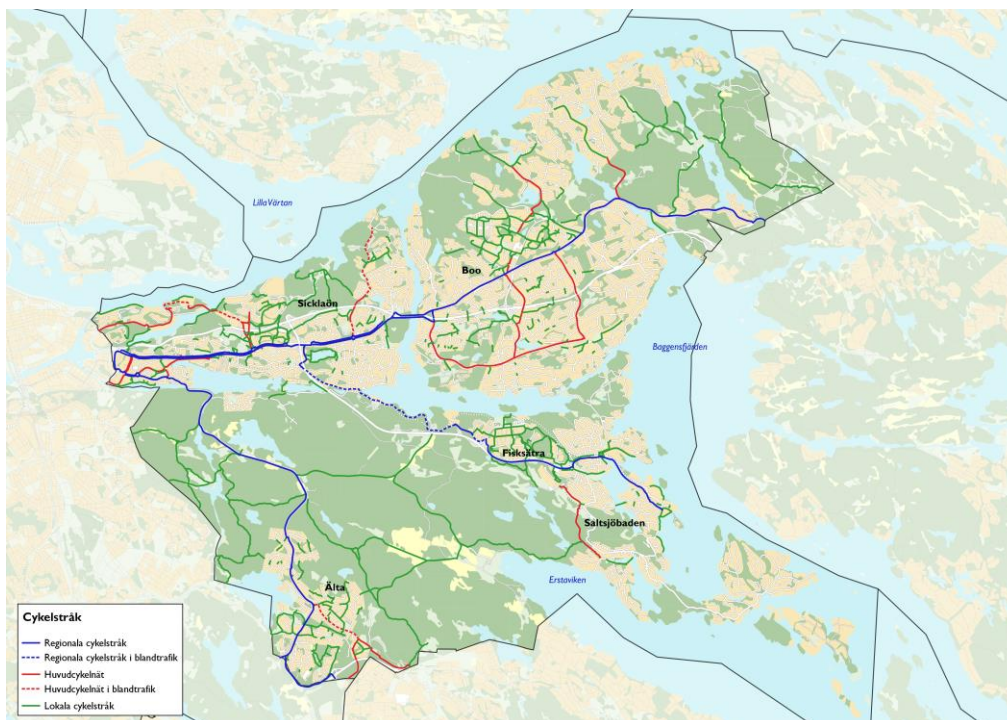 Lilla Värtan
Boo
Sicklaön
Baggensfjärden
Fisksätra
Saltsjöbaden
Erstaviken
Älta
Cykelstråk
Regionala cykelstråk
Regionala cykelstråk i blandtrafik
Huvudcykelnät
Huvudcykelnät i blandtrafik
Lokala cykelstråk